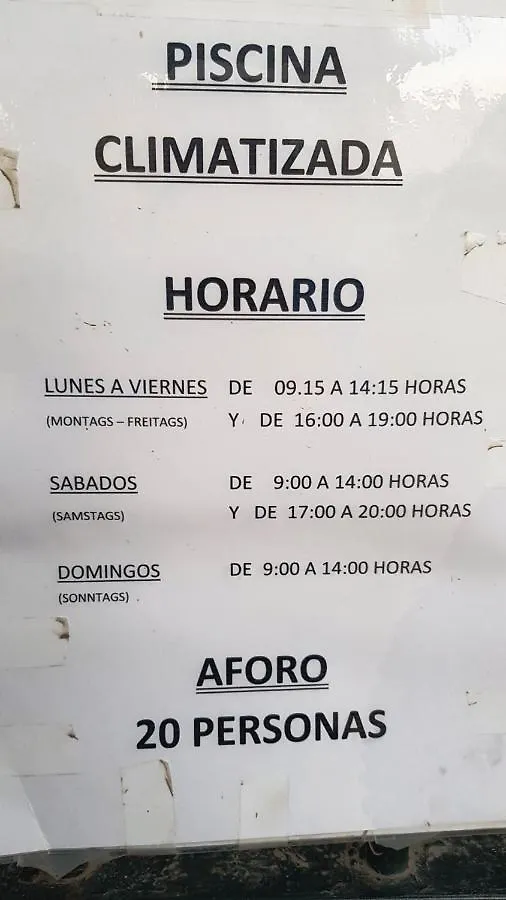 PISCINA
CLIMATIZADA
HORARIO
LUNES A VIERNES DE 09.15 A 14:15 HORAS
(MONTAGS – FREITAGS) Y DE 16:00 A 19:00 HORAS
SABADOS DE 9:00 A 14:00 HORAS
(SAMSTAGS) Y DE 17:00 A 20:00 HORAS
DOMINGOS DE 9:00 A 14:00 HORAS
(SONNTAGS)
AFORO
20 PERSONAS